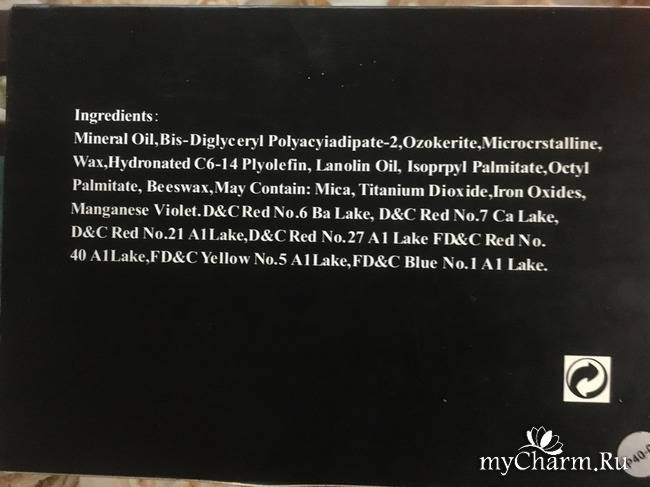 Ingredients:
Mineral Oil,Bis-Diglyceryl Polyacyiadipate-2,Ozokerite,Microcrstalline,
Wax,Hydronated C6-14 Plyolefin, Lanolin Oil, Isoprpyl Palmitate,Octyl
Palmitate, Beeswax,May Contain: Mica, Titanium Dioxide,Iron Oxides,
Manganese Violet.D&C Red No.6 Ba Lake, D&C Red No.7 Ca Lake,
D&C Red No.21 A1Lake,D&C Red No.27 A1 Lake FD&C Red No.
40 A1Lake,FD&C Yellow No.5 A1Lake,FD&C Blue No.1 A1 Lake.
myCharm.Ru